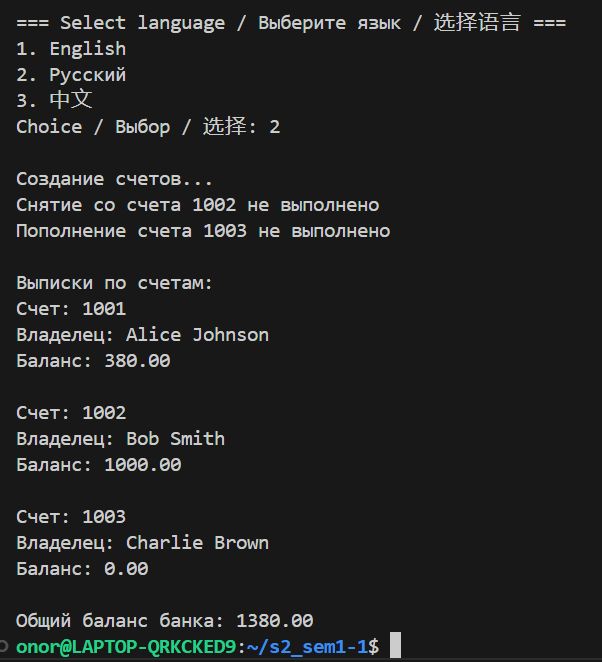 === Select language / Выберите язык / 选择语言 ===
1. English
2. Русский
3. 中文
Choice / Выбор / 选择: 2
Создание счетов...
Снятие со счета 1002 не выполнено
Пополнение счета 1003 не выполнено
Выписки по счетам:
Счет: 1001
Владелец: Alice Johnson
Баланс: 380.00
Счет: 1002
Владелец: Bob Smith
Баланс: 1000.00
Счет: 1003
Владелец: Charlie Brown
Баланс: 0.00
Общий баланс банка: 1380.00
onor@LAPTOP-QRKCKED9:~/s2_sem1-1$